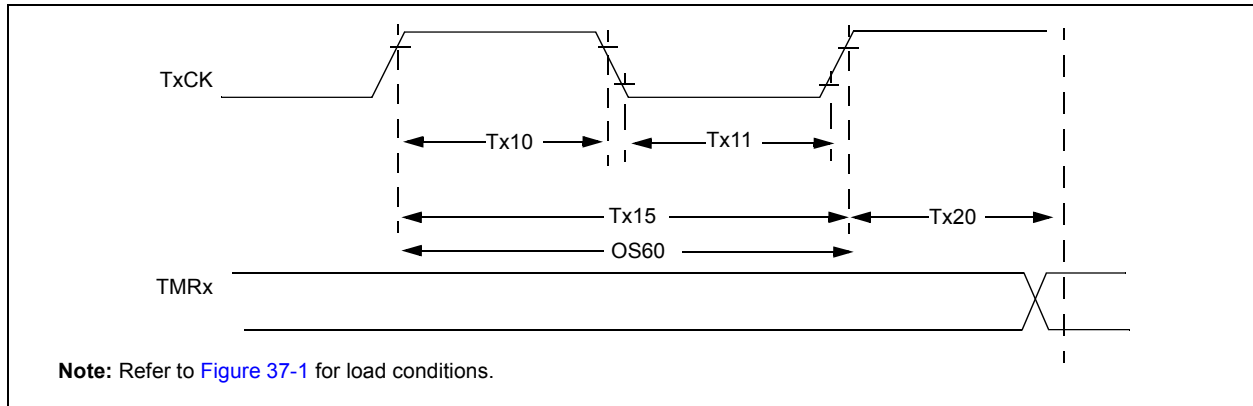 TxCK
Tx10
Tx11
Tx15
Tx20
OS60
TMRx
Note: Refer to Figure 37-1 for load conditions.